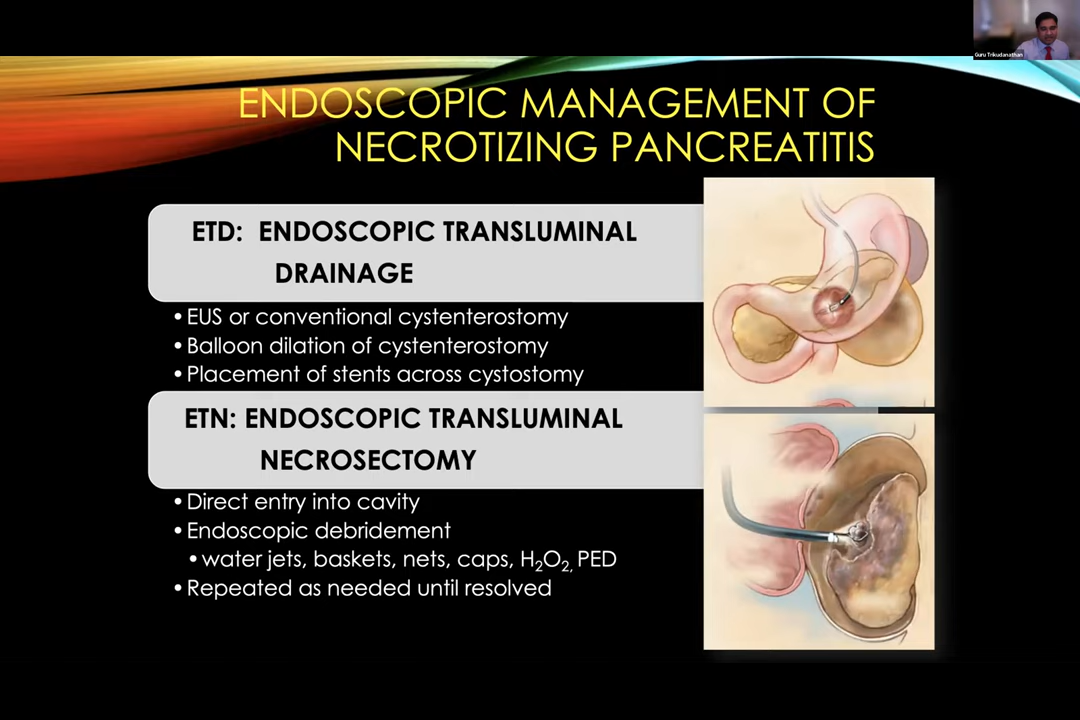 Guru Trikudanathan
ENDOSCOPIC MANAGEMENT OF
NECROTIZING PANCREATITIS
ETD: ENDOSCOPIC TRANSLUMINAL
DRAINAGE
•EUS or conventional cystenterostomy
•Balloon dilation of cystenterostomy
•Placement of stents across cystostomy
ETN: ENDOSCOPIC TRANSLUMINAL
NECROSECTOMY
•Direct entry into cavity
•Endoscopic debridement
•water jets, baskets, nets, caps, H₂O₂, PED
•Repeated as needed until resolved